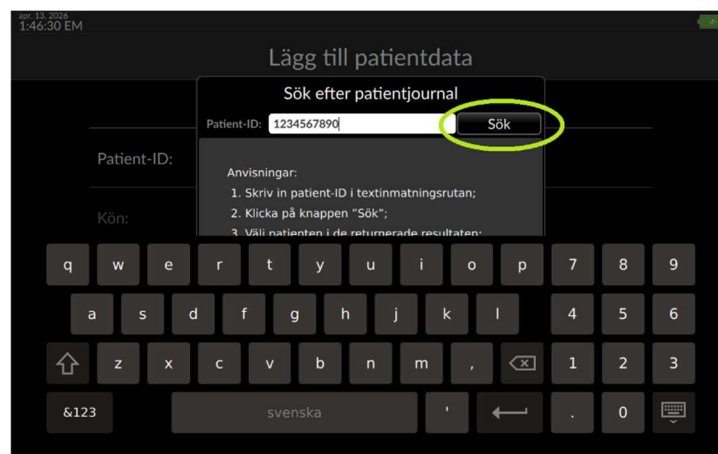 apr. 13, 2026
1:46:30 EM
Lägg till patientdata
Sök efter patientjournal
Patient-ID: 1234567890 Sök
Patient-ID:
Anvisningar:
1. Skriv in patient-ID i textinmatningsrutan;
2. Klicka på knappen "Sök";
Kön:
3. Välj patienten i de returnerade resultaten;
q w e r t y u i o p 7 8 9
a s d f g h j k l 4 5 6
z x c v b n m , 1 2 3
&123 svenska ' . 0